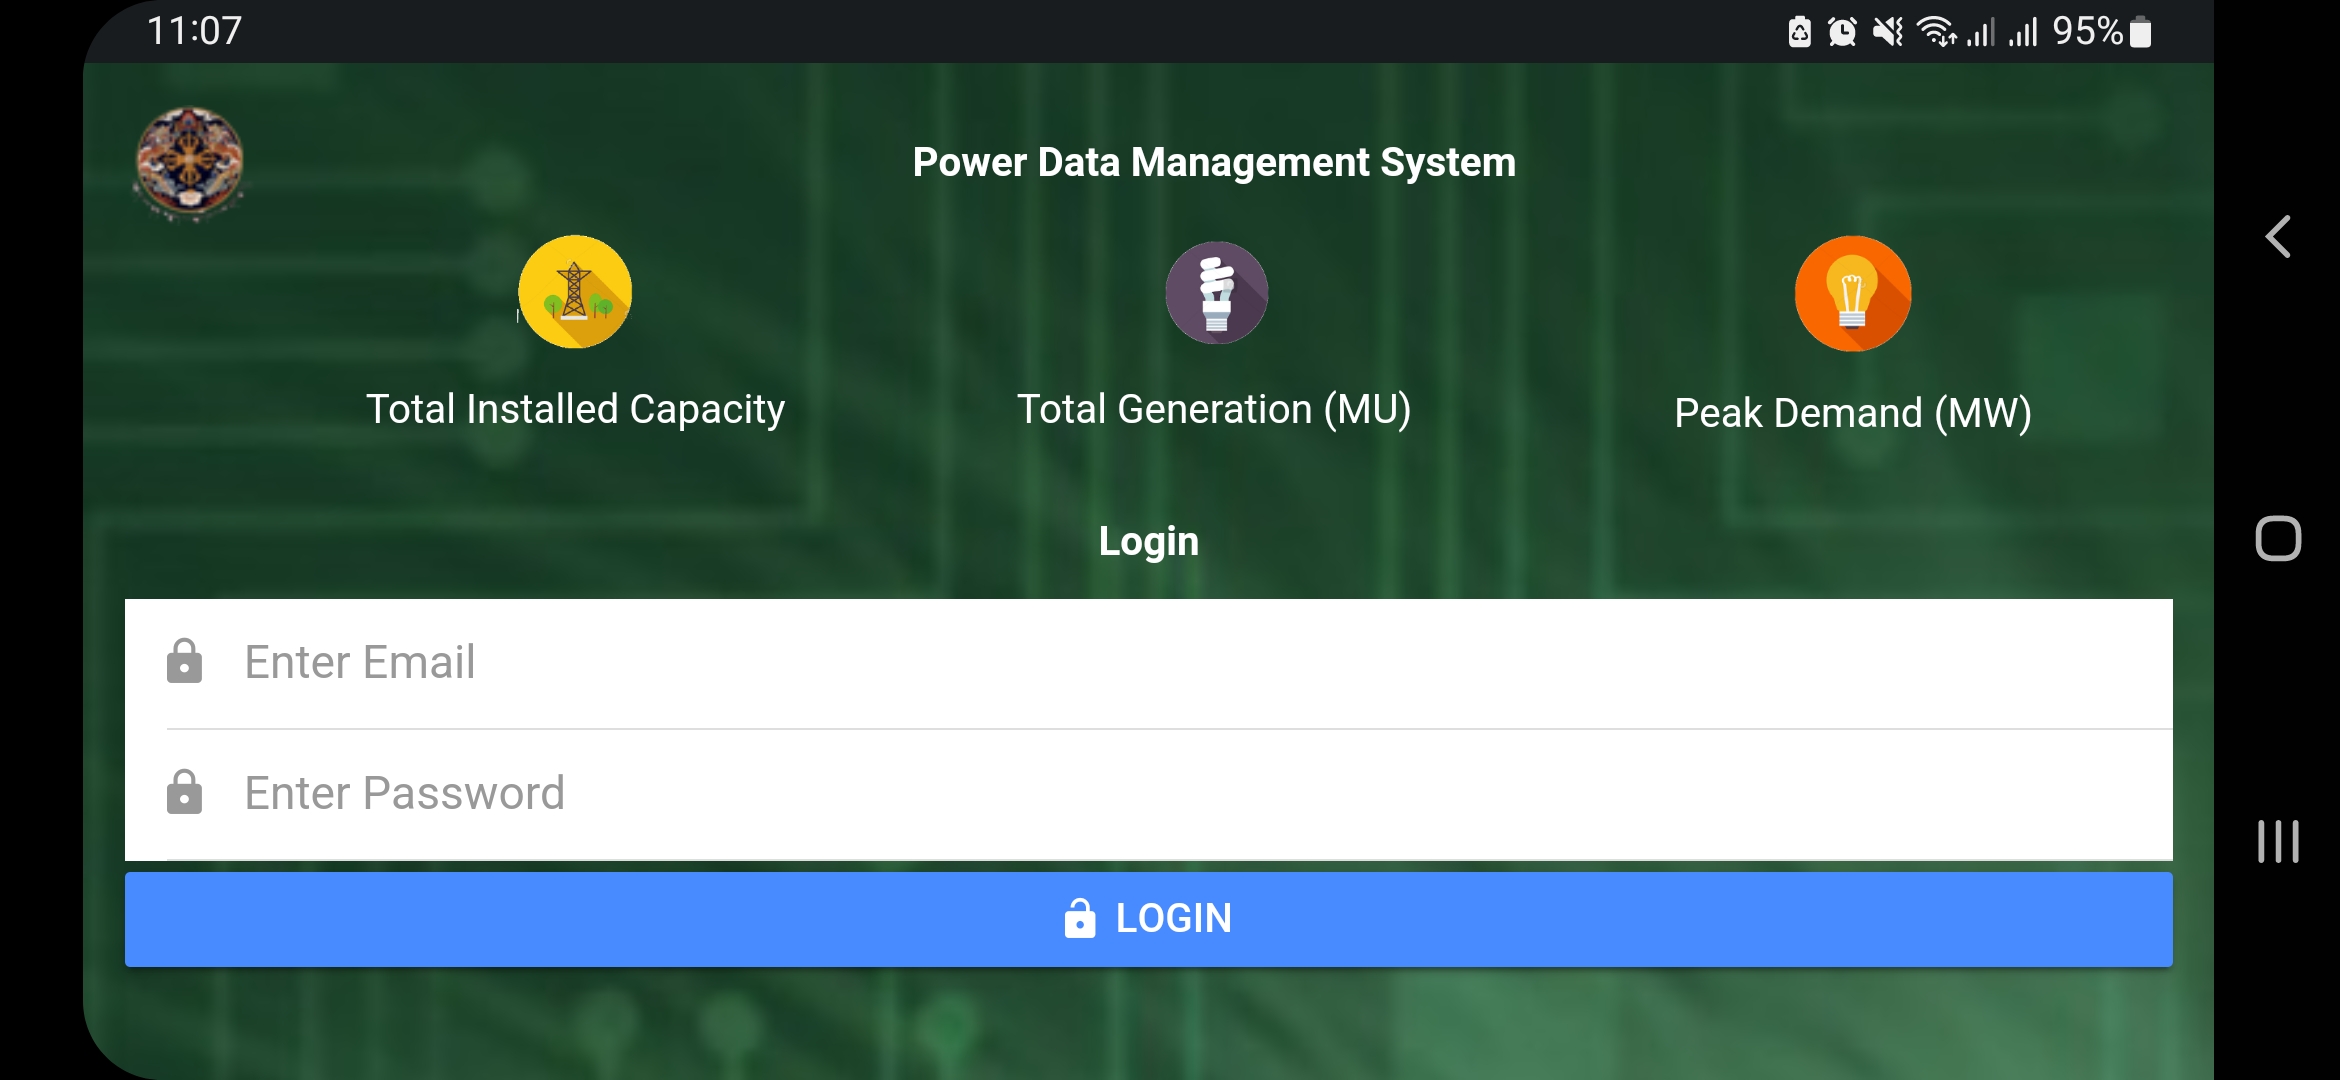 11:07
95%
Power Data Management System
Total Installed Capacity
Total Generation (MU)
Peak Demand (MW)
Login
Enter Email
Enter Password
LOGIN